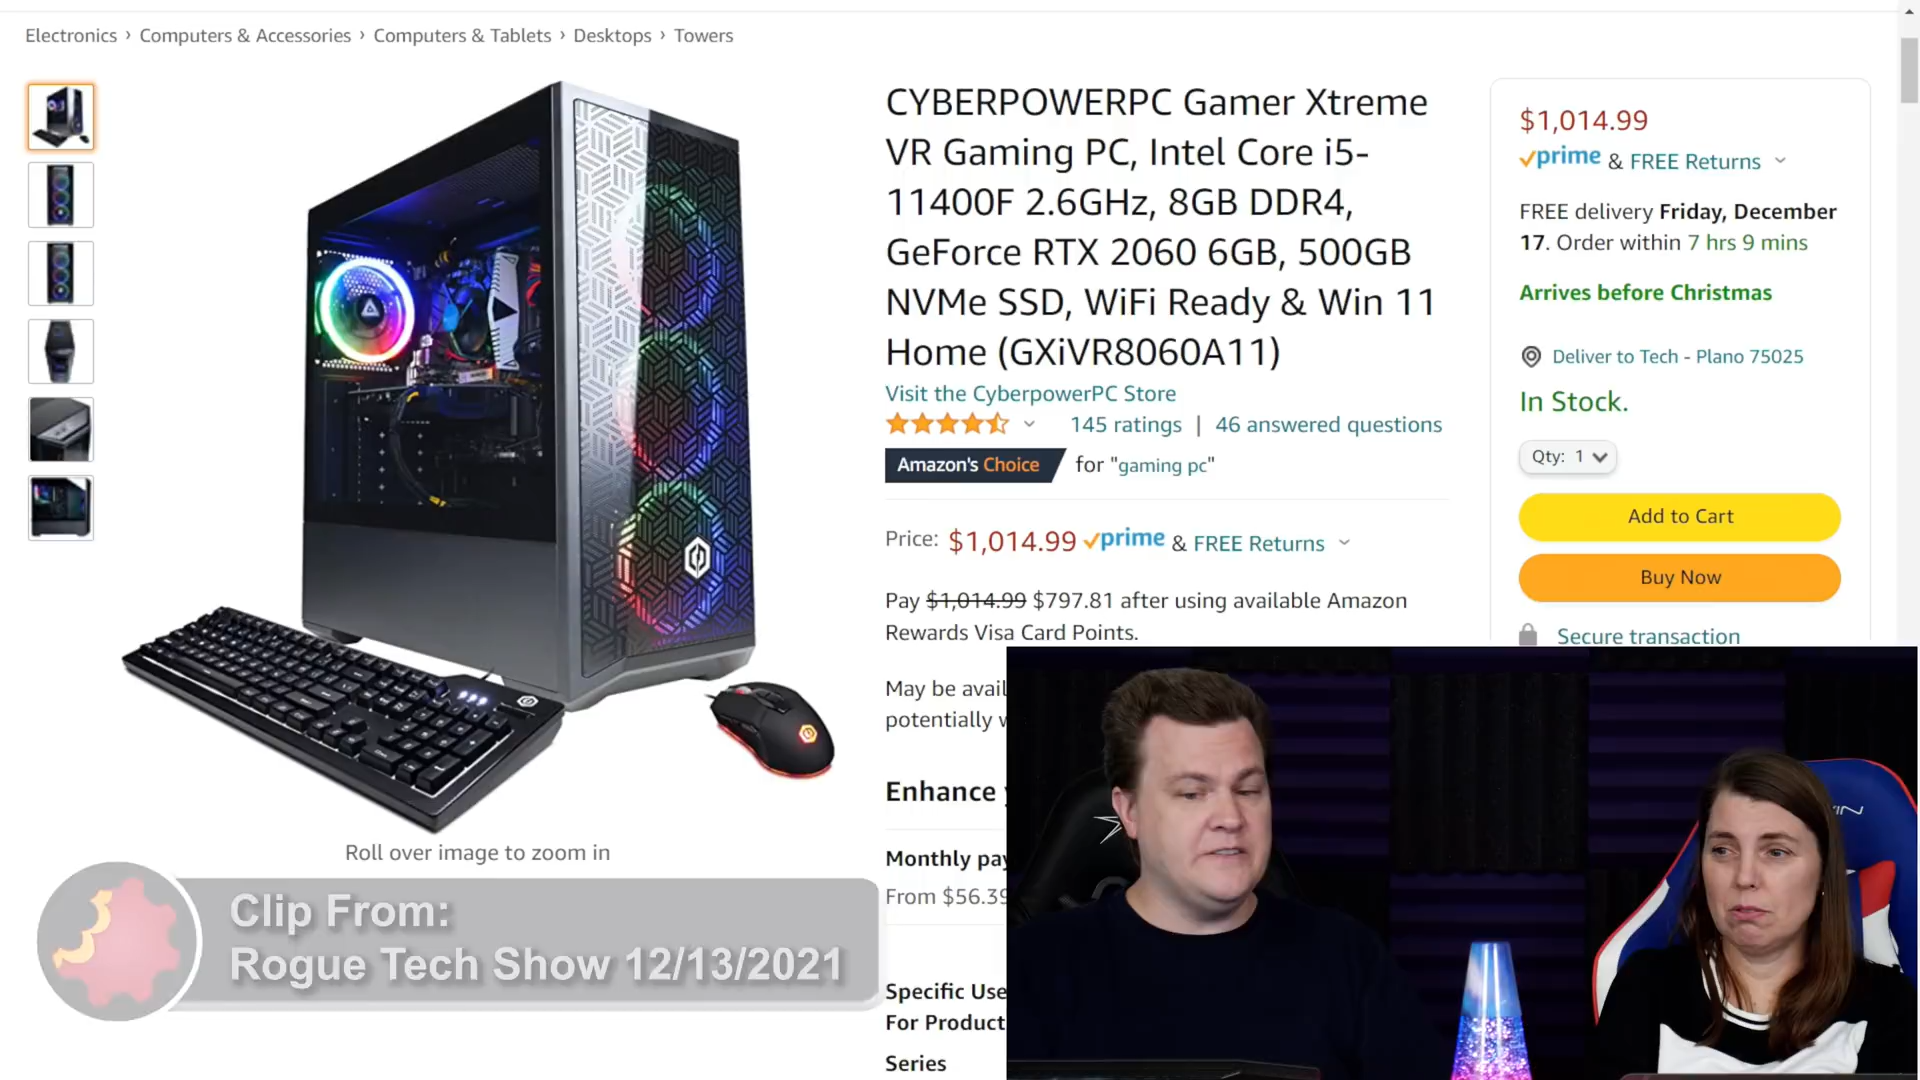 Electronics › Computers & Accessories › Computers & Tablets › Desktops › Towers
CYBERPOWERPC Gamer Xtreme
VR Gaming PC, Intel Core i5-
11400F 2.6GHz, 8GB DDR4,
GeForce RTX 2060 6GB, 500GB
NVMe SSD, WiFi Ready & Win 11
Home (GXiVR8060A11)
Visit the CyberpowerPC Store
145 ratings | 46 answered questions
Amazon's Choice for "gaming pc"
Price: $1,014.99 prime & FREE Returns
Pay $1,014.99 $797.81 after using available Amazon
Rewards Visa Card Points.
May be avail
potentially
Enhance
Monthly pay
From $56.39
Specific Use
For Product
Series
$1,014.99
prime & FREE Returns
FREE delivery Friday, December
17. Order within 7 hrs 9 mins
Arrives before Christmas
Deliver to Tech - Plano 75025
In Stock.
Qty: 1
Add to Cart
Buy Now
Secure transaction
Roll over image to zoom in
Clip From:
Rogue Tech Show 12/13/2021